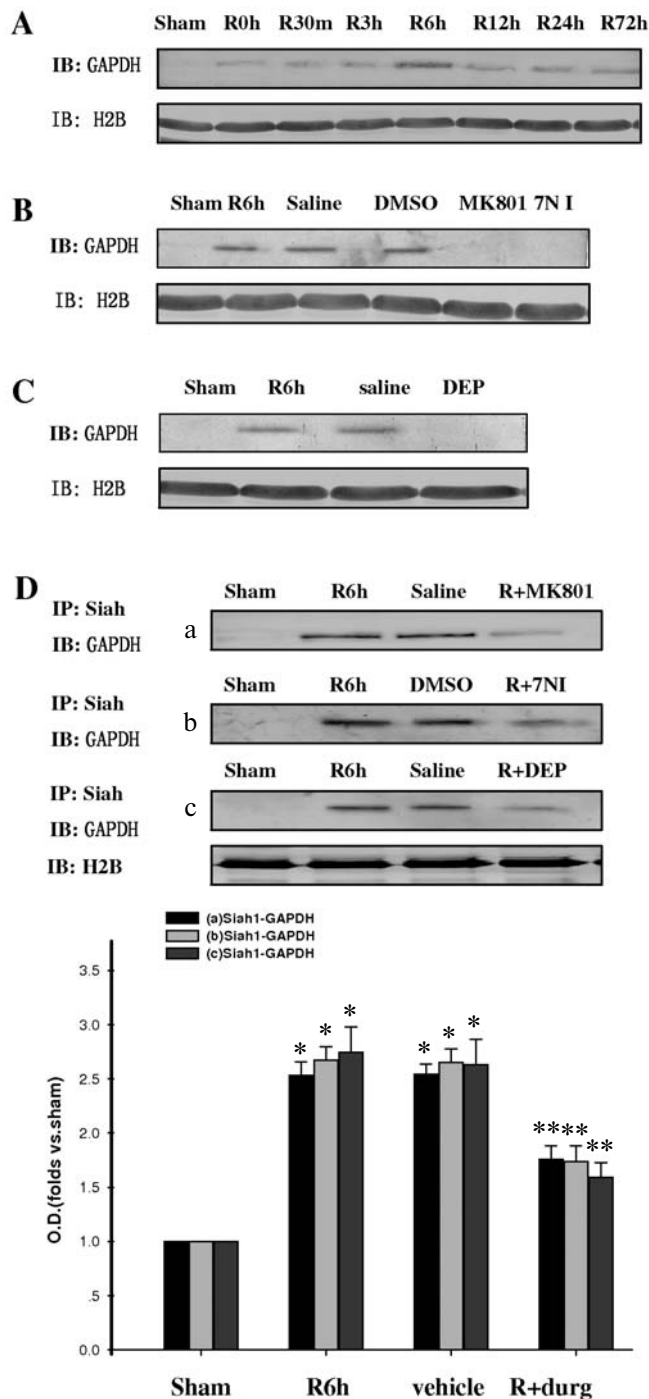 A
Sham R0h R30m R3h R6h R12h R24h R72h
IB: GAPDH
IB: H2B
B
Sham R6h Saline DMSO MK801 7N I
IB: GAPDH
IB: H2B
C
Sham R6h saline DEP
IB: GAPDH
IB: H2B
D
Sham R6h Saline R+MK801
IP: Siah
IB: GAPDH
a
Sham R6h DMSO R+7NI
IP: Siah
IB: GAPDH
b
Sham R6h Saline R+DEP
IP: Siah
IB: GAPDH
c
IB: H2B
(a)Siah1-GAPDH
(b)Siah1-GAPDH
(c)Siah1-GAPDH
O.D.(folds vs.sham)
3.5
3.0
2.5
2.0
1.5
1.0
.5
0.0
* * *
* * *
** ** **
Sham R6h vehicle R+durg